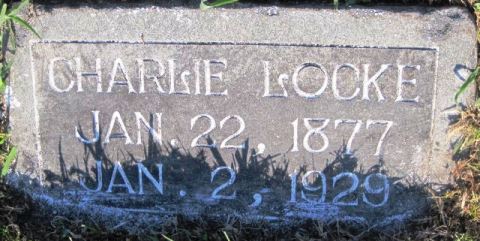 CHARLIE LOCKE
JAN. 22, 1877
JAN. 2, 1929